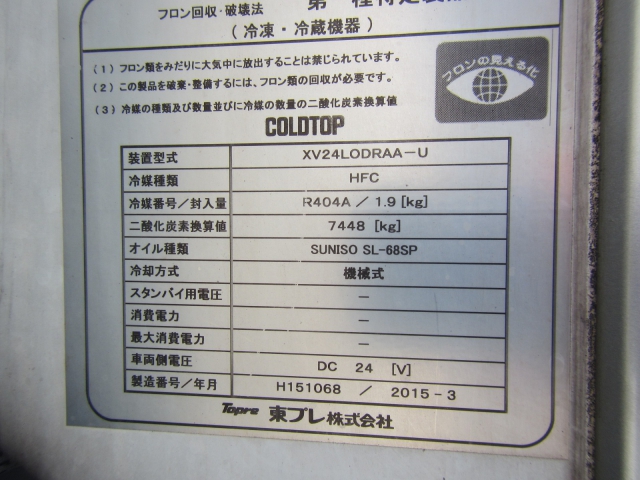 フロン回収・破壊法
(冷凍・冷蔵機器)
(1) フロン類をみだりに大気中に放出することは禁じられています。
(2) この製品を破棄・整備するには、フロン類の回収が必要です。
(3) 冷媒の種類及び数量並びに冷媒の数量の二酸化炭素換算値
フロンの見える化
COLDTOP
装置型式 XV24LODRAA-U
冷媒種類 HFC
冷媒番号/封入量 R404A / 1.9 [kg]
二酸化炭素換算値 7448 [kg]
オイル種類 SUNISO SL-68SP
冷却方式 機械式
スタンバイ用電圧 —
消費電力 —
最大消費電力 —
車両側電圧 DC 24 [V]
製造番号/年月 H151068 / 2015-3
Topre 東プレ株式会社